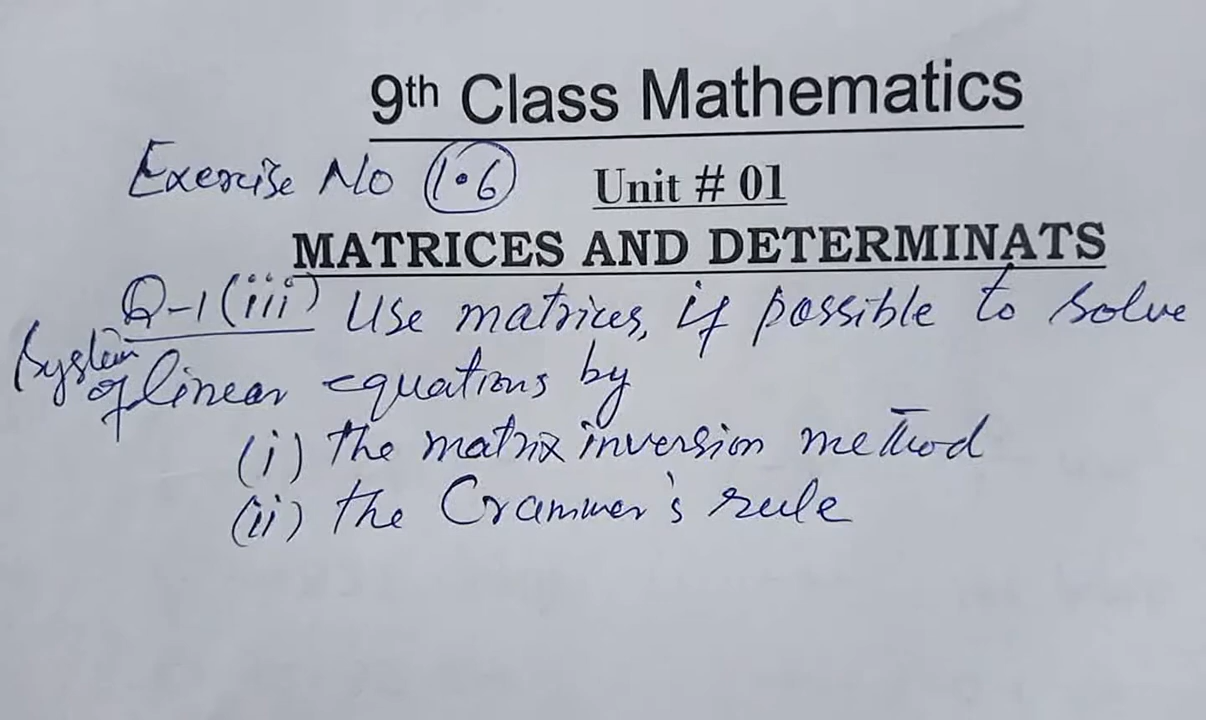 9th Class Mathematics
Exercise No 1.6 Unit # 01
MATRICES AND DETERMINATS
Q-1(iii) Use matrices, if possible to solve
System of linear equations by
(i) the matrix inversion method
(ii) the Crammer's rule